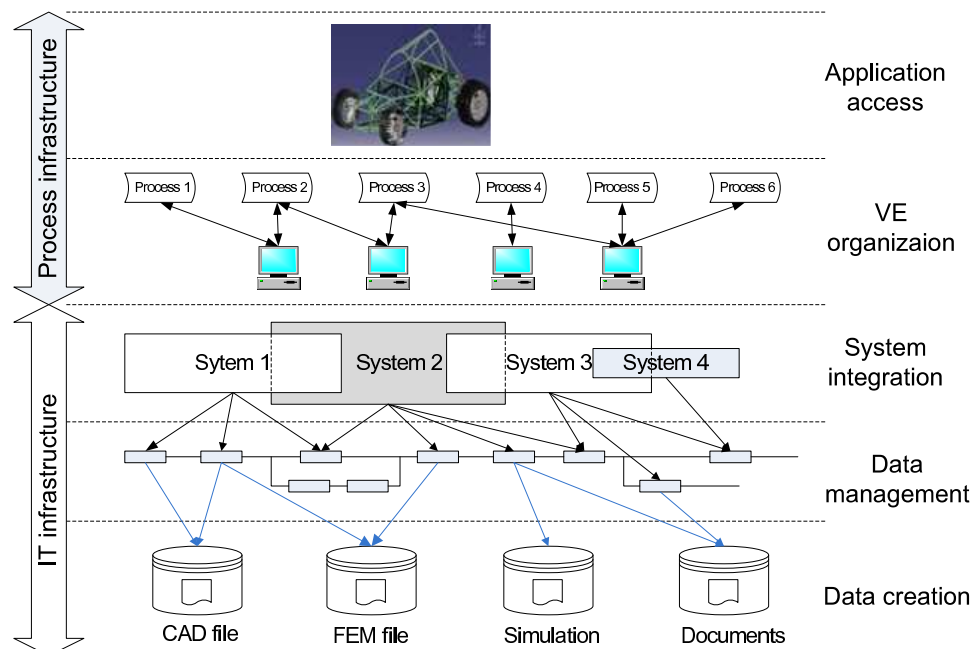 Process infrastructure
Application
access
Process 1
Process 2
Process 3
Process 4
Process 5
Process 6
VE
organizaion
IT infrastructure
Sytem 1
System 2
System 3
System 4
System
integration
Data
management
CAD file
FEM file
Simulation
Documents
Data creation